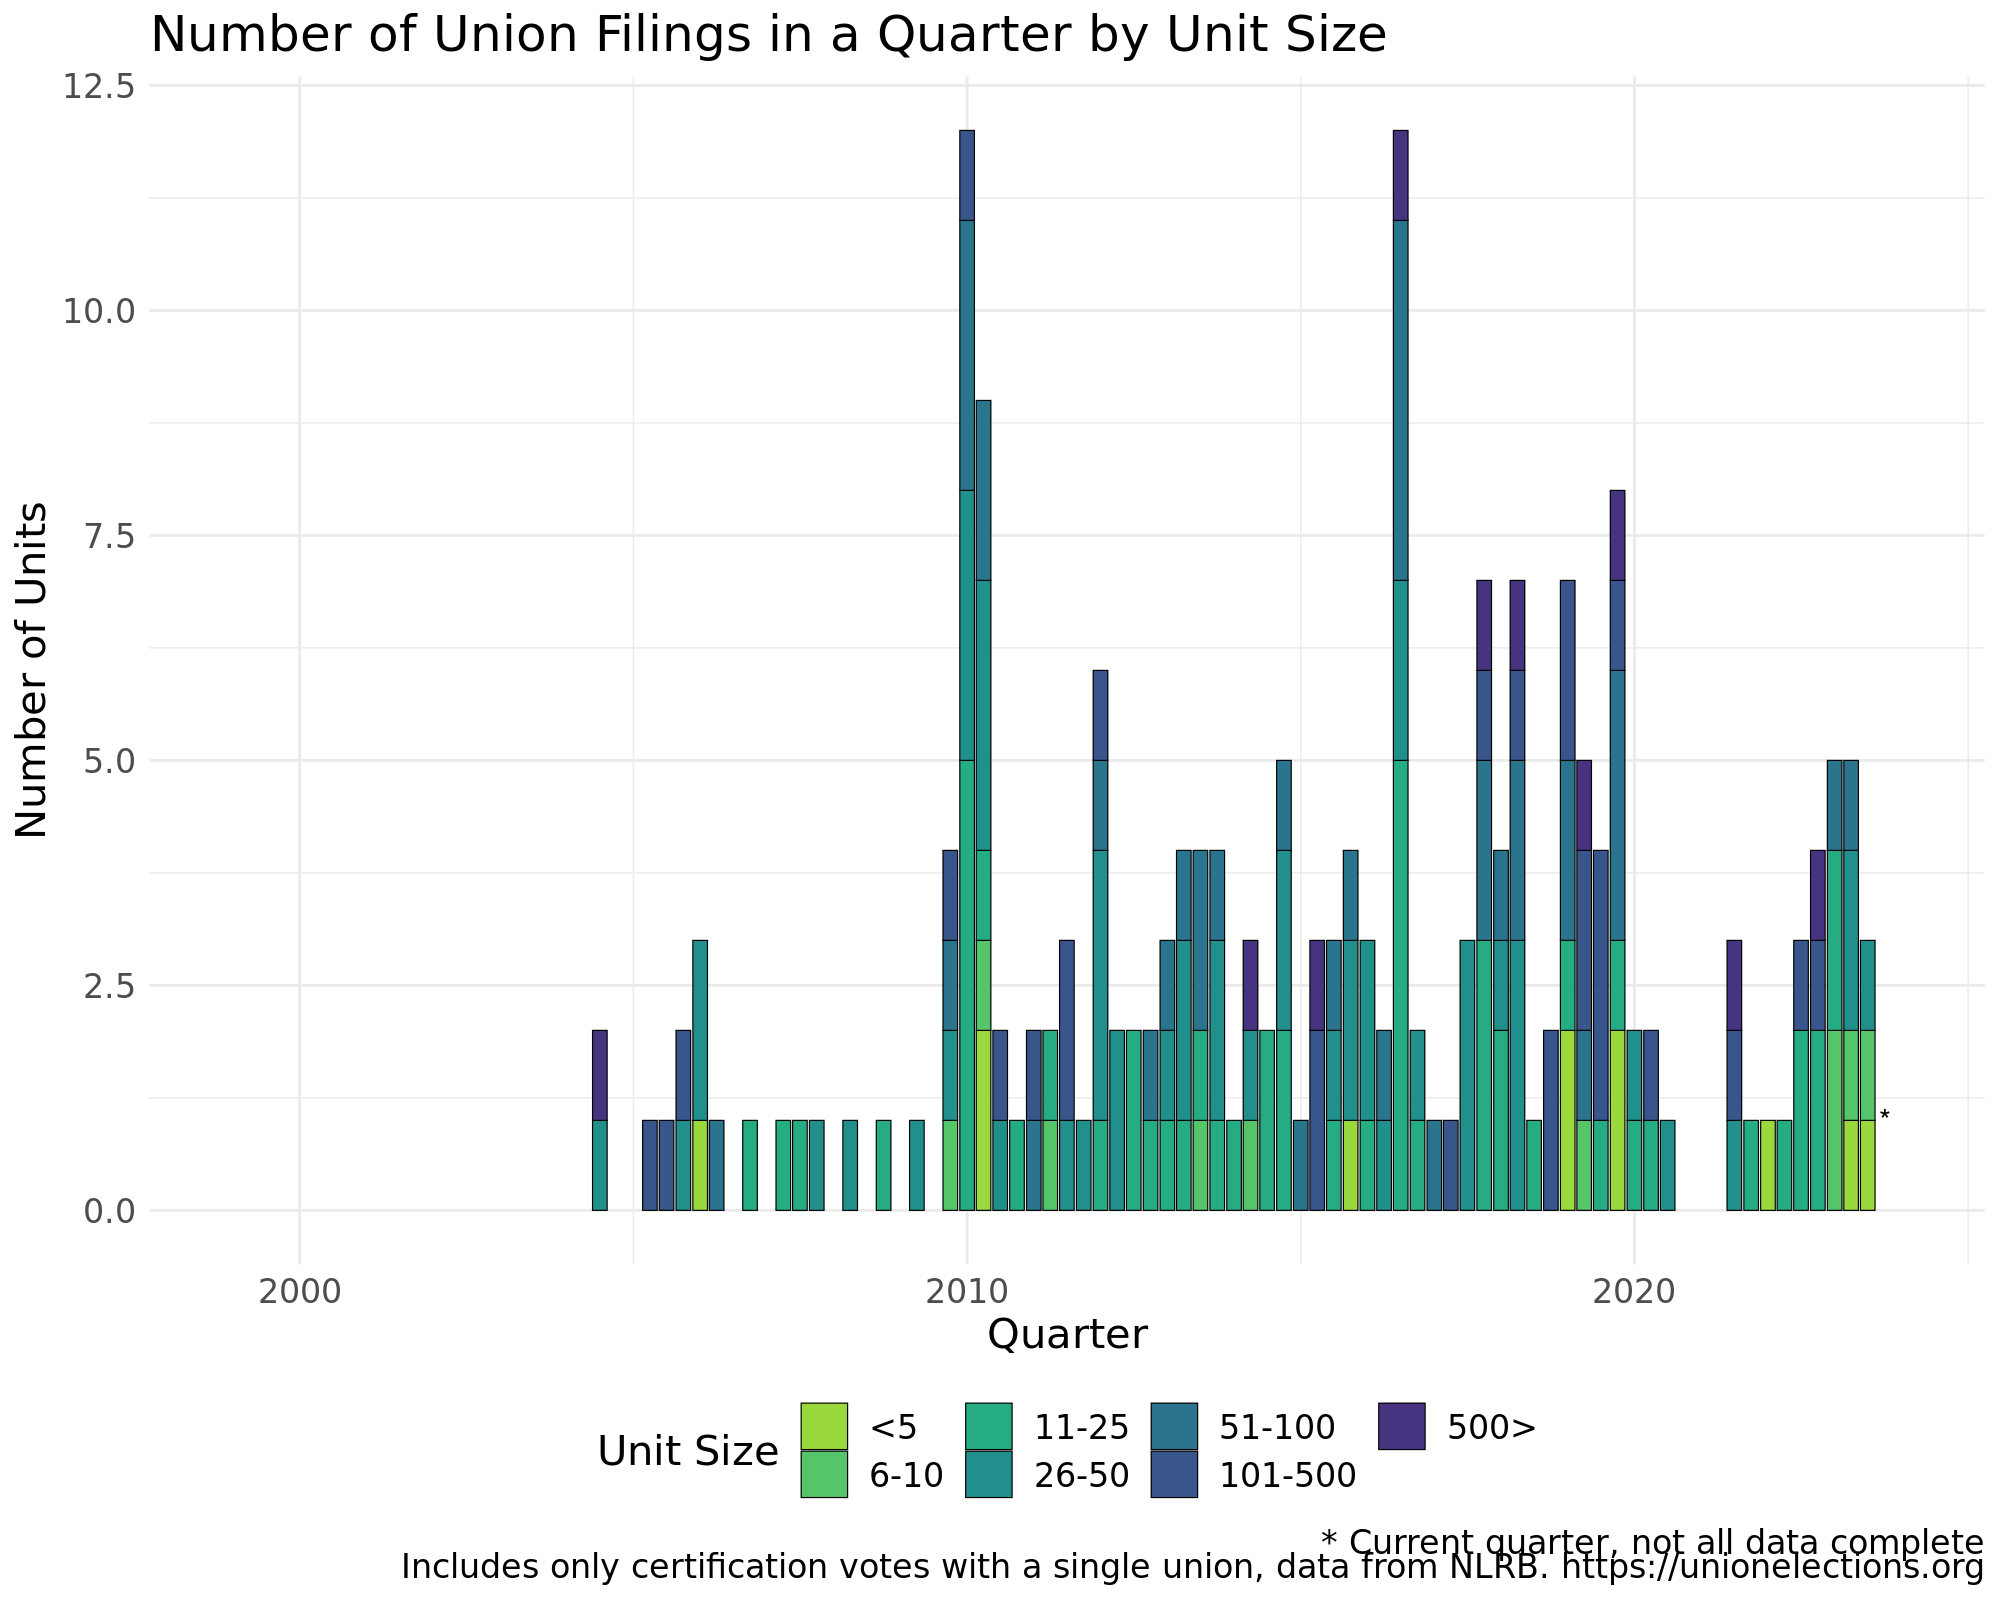 Number of Union Filings in a Quarter by Unit Size
12.5
10.0
7.5
5.0
2.5
0.0
Number of Units
*
2000 2010 2020
Quarter
Unit Size
<5 11-25 51-100 500>
6-10 26-50 101-500
* Current quarter, not all data complete
Includes only certification votes with a single union, data from NLRB. https://unionelections.org